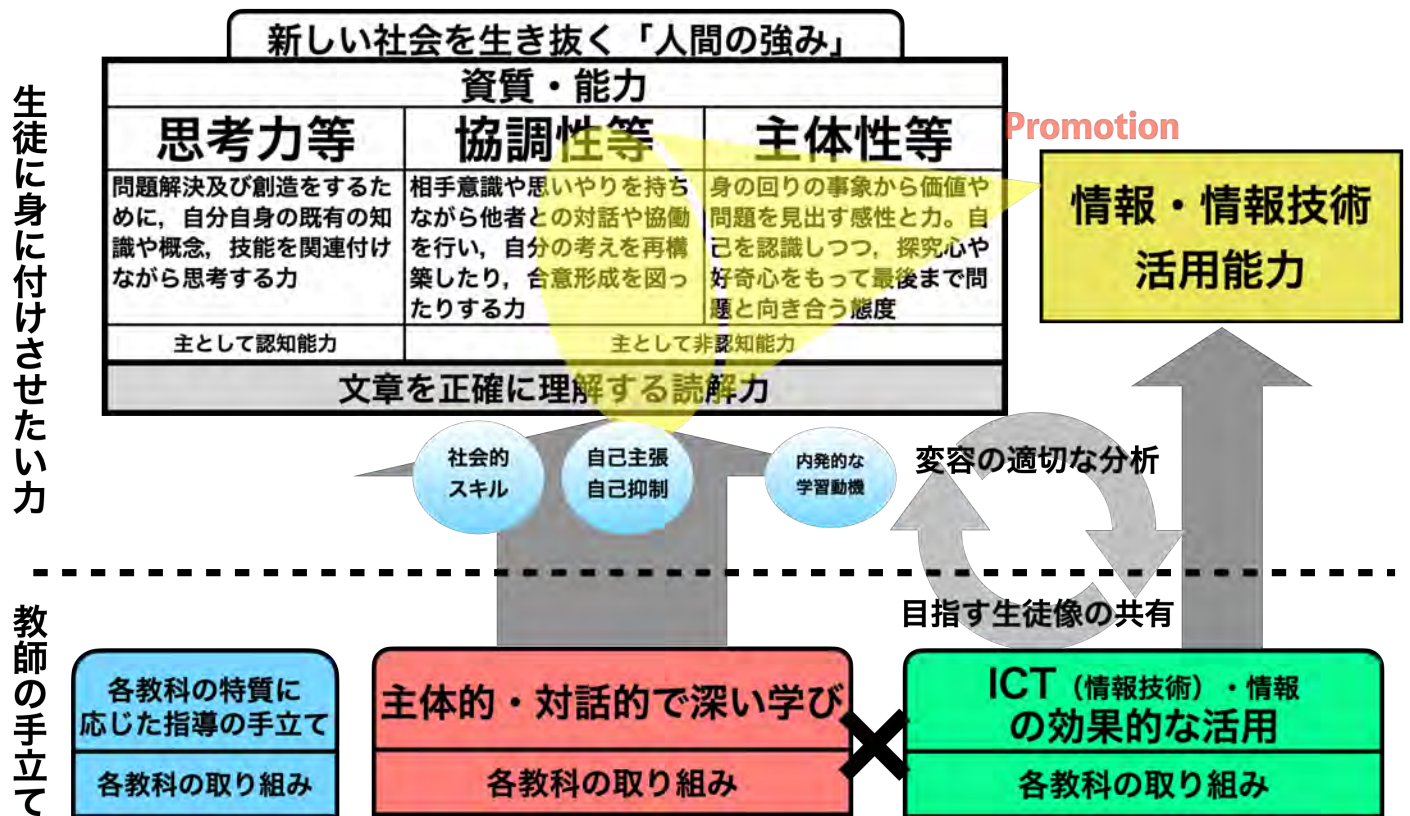 生徒に身に付けさせたい力
新しい社会を生き抜く「人間の強み」
資質・能力
思考力等
問題解決及び創造をするた
めに，自分自身の既有の知
識や概念，技能を関連付け
ながら思考する力
協調性等
相手意識や思いやりを持ち
ながら他者との対話や協働
を行い，自分の考えを再構
築したり，合意形成を図っ
たりする力
主体性等
身の回りの事象から価値や
問題を見出す感性と力。自
己を認識しつつ，探究心や
好奇心をもって最後まで問
題と向き合う態度
主として認知能力
主として非認知能力
文章を正確に理解する読解力
Promotion
情報・情報技術
活用能力
社会的
スキル
自己主張
自己抑制
内発的な
学習動機
変容の適切な分析
目指す生徒像の共有
教師の手立て
各教科の特質に
応じた指導の手立て
各教科の取り組み
主体的・対話的で深い学び
各教科の取り組み
×
ICT（情報技術）・情報
の効果的な活用
各教科の取り組み